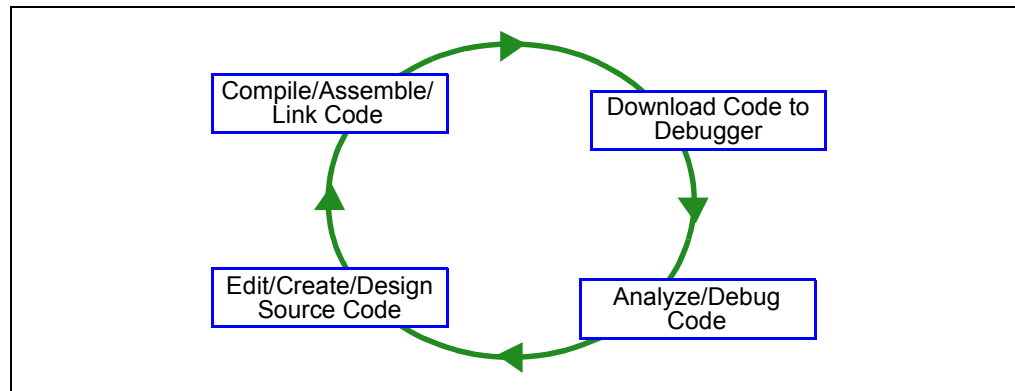 Compile/Assemble/
Link Code
Download Code to
Debugger
Edit/Create/Design
Source Code
Analyze/Debug
Code